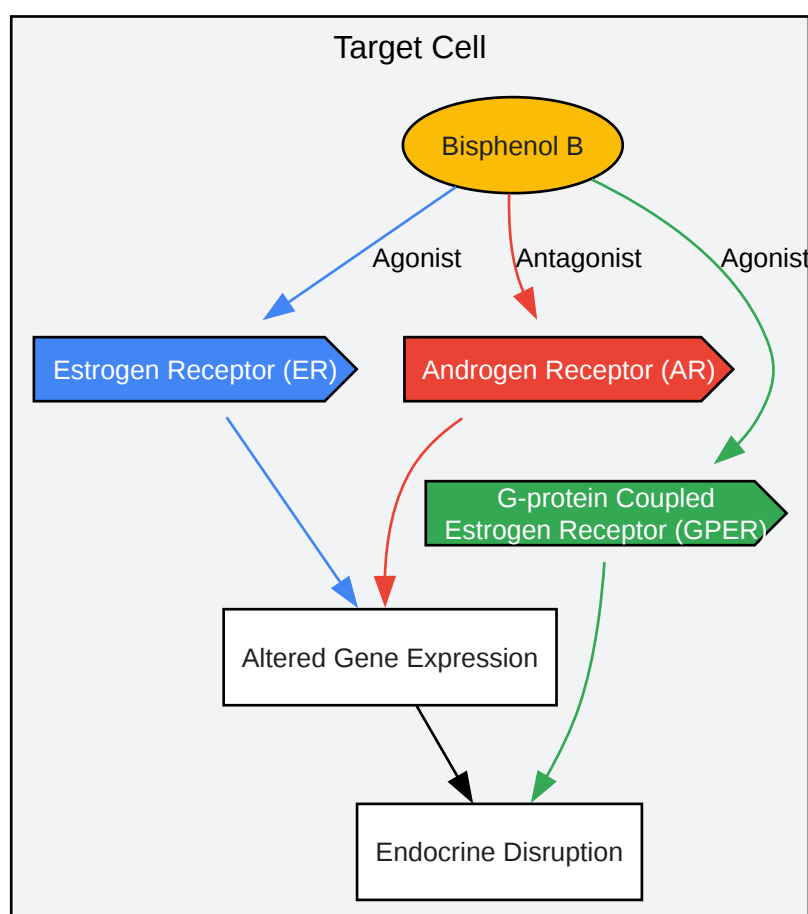 Target Cell
Bisphenol B
Agonist
Antagonist
Agonist
Estrogen Receptor (ER)
Androgen Receptor (AR)
G-protein Coupled
Estrogen Receptor (GPER)
Altered Gene Expression
Endocrine Disruption